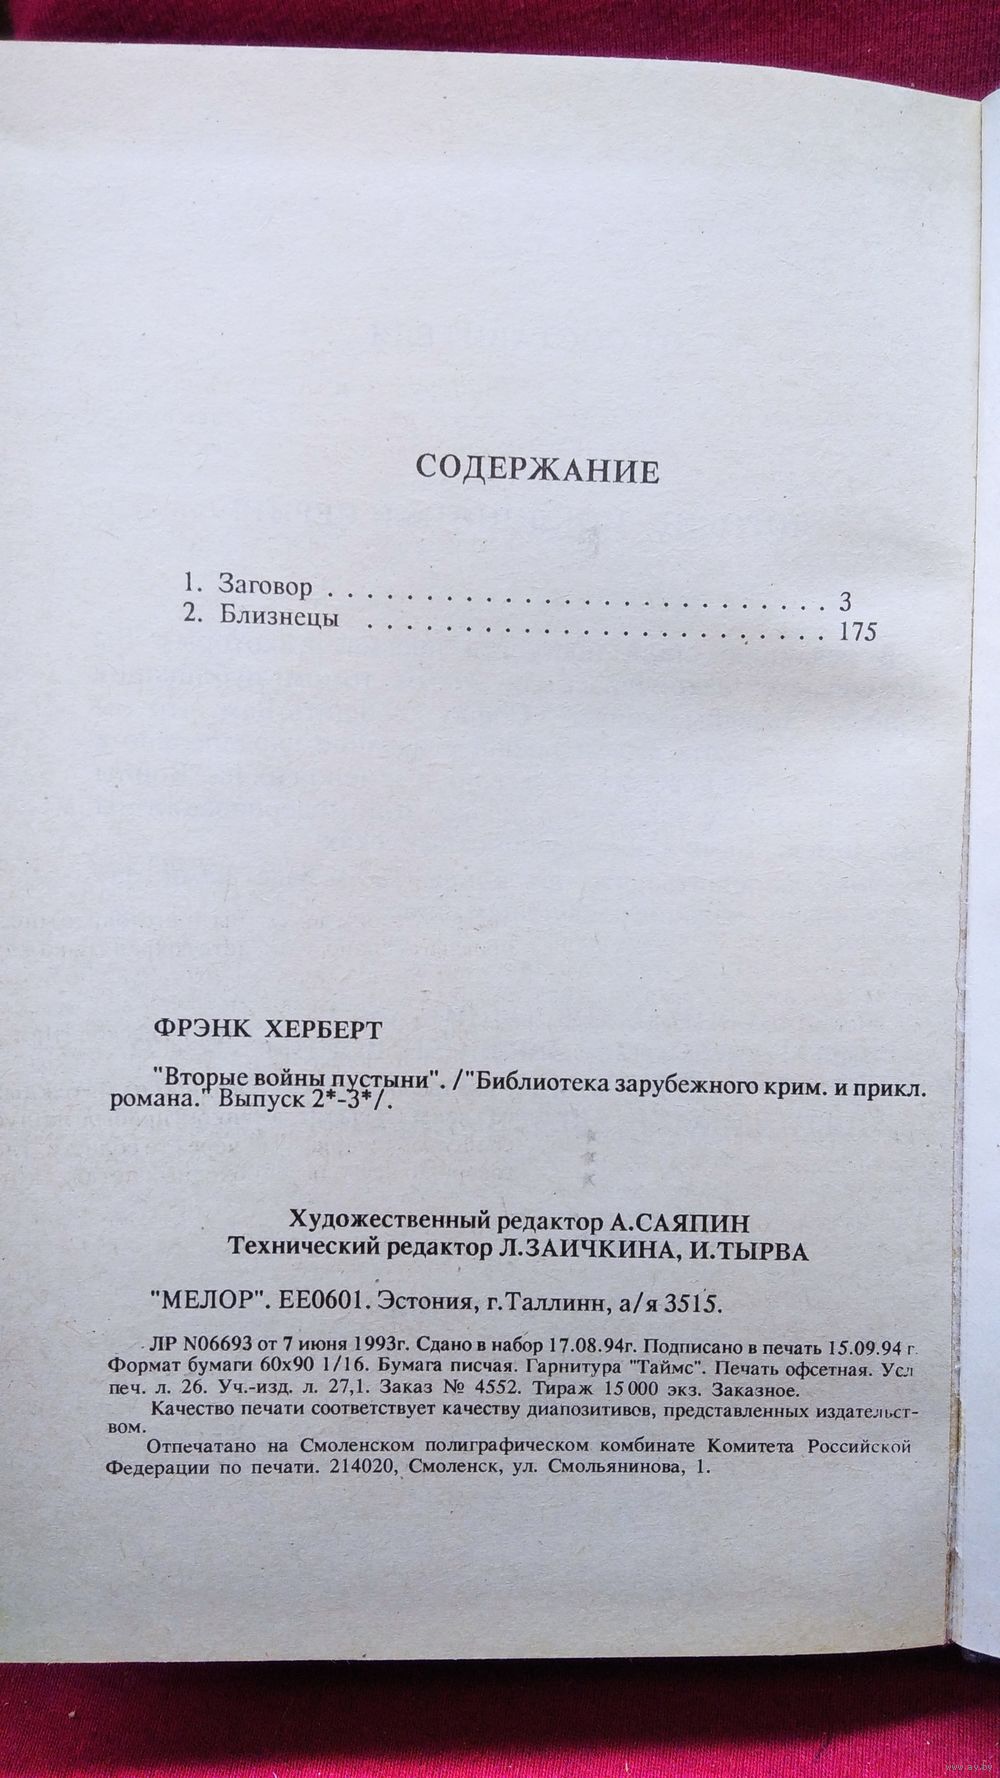 СОДЕРЖАНИЕ
1. Заговор . . . . . . . . . . . . . . . . . . . . . . . . . . 3
2. Близнецы . . . . . . . . . . . . . . . . . . . . . . . . 175
ФРЭНК ХЕРБЕРТ
"Вторые войны пустыни". /"Библиотека зарубежного крим. и прикл.
романа." Выпуск 2*-3*/.
Художественный редактор А.САЯПИН
Технический редактор Л.ЗАИЧКИНА, И.ТЫРВА
"МЕЛОР". ЕЕ0601. Эстония, г.Таллинн, а/я 3515.
ЛР N06693 от 7 июня 1993г. Сдано в набор 17.08.94г. Подписано в печать 15.09.94 г.
Формат бумаги 60х90 1/16. Бумага писчая. Гарнитура "Таймс". Печать офсетная. Усл
печ. л. 26. Уч.-изд. л. 27,1. Заказ № 4552. Тираж 15000 экз. Заказное.
Качество печати соответствует качеству диапозитивов, представленных издательст-
вом.
Отпечатано на Смоленском полиграфическом комбинате Комитета Российской
Федерации по печати. 214020, Смоленск, ул. Смольянинова, 1.
www.ay.by